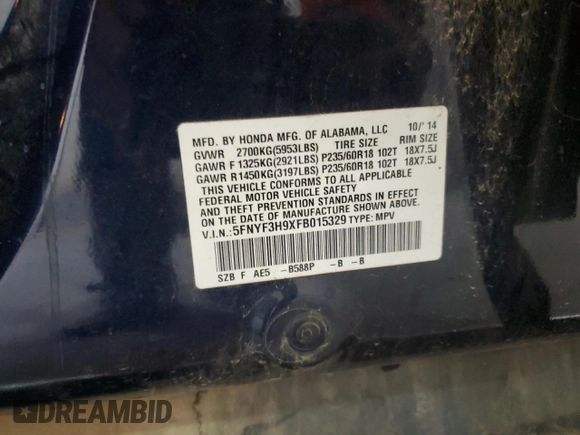 MFD. BY HONDA MFG. OF ALABAMA, LLC 10/'14
GVWR 2700KG(5953LBS) TIRE SIZE RIM SIZE
GAWR F 1325KG(2921LBS) P235/60R18 102T 18X7.5J
GAWR R 1450KG(3197LBS) P235/60R18 102T 18X7.5J
THIS VEHICLE CONFORMS TO ALL APPLICABLE
FEDERAL MOTOR VEHICLE SAFETY
AND THEFT PREVENTION STANDARDS IN EFFECT
ON THE DATE OF MANUFACTURE SHOWN ABOVE.
V.I.N.: 5FNYF3H9XFB015329 TYPE: MPV
SZB F AE5 -B588P -B -B
DREAMBID